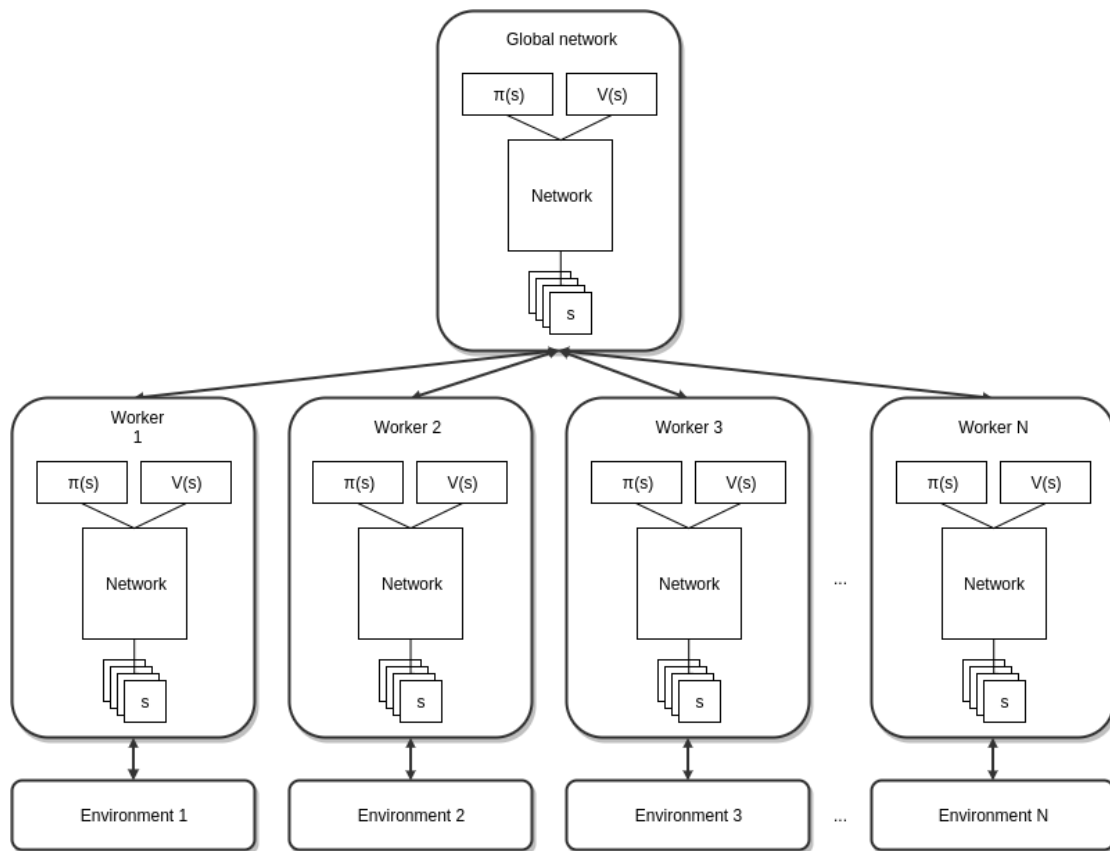 Global network
π(s) V(s)
Network
s
Worker
1
Worker 2
Worker 3
Worker N
π(s) V(s)
π(s) V(s)
π(s) V(s)
π(s) V(s)
Network
Network
Network
...
Network
s
s
s
s
Environment 1
Environment 2
Environment 3
...
Environment N